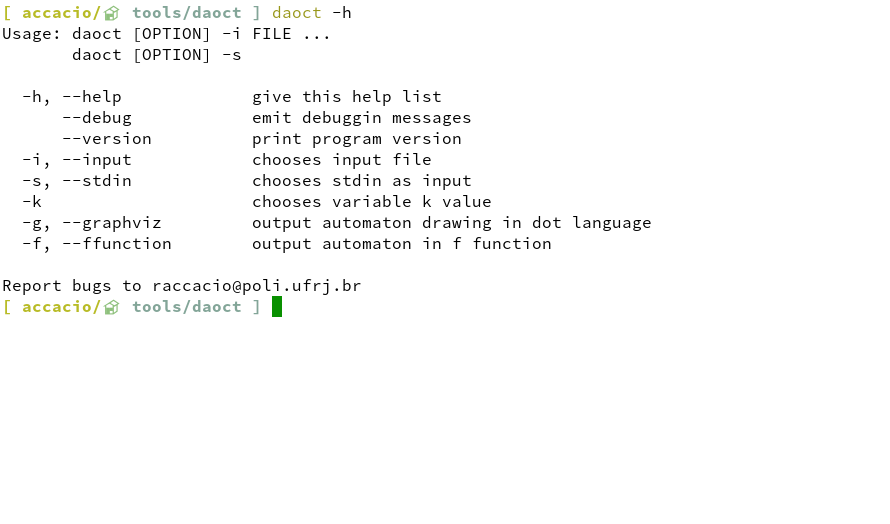 [ accacio/ tools/daoct ] daoct -h
Usage: daoct [OPTION] -i FILE ...
       daoct [OPTION] -s

  -h, --help             give this help list
      --debug            emit debuggin messages
      --version          print program version
  -i, --input            chooses input file
  -s, --stdin            chooses stdin as input
  -k                     chooses variable k value
  -g, --graphviz         output automaton drawing in dot language
  -f, --ffunction        output automaton in f function

Report bugs to raccacio@poli.ufrj.br
[ accacio/ tools/daoct ]